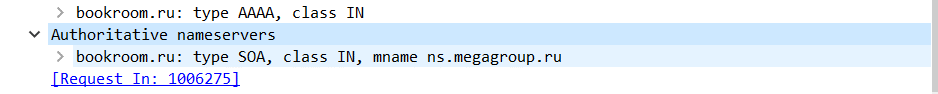 bookroom.ru: type AAAA, class IN
Authoritative nameservers
bookroom.ru: type SOA, class IN, mname ns.megagroup.ru
[Request In: 1006275]